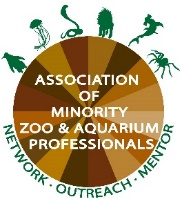 ASSOCIATION
OF
MINORITY
ZOO & AQUARIUM
PROFESSIONALS
NETWORK · OUTREACH · MENTOR